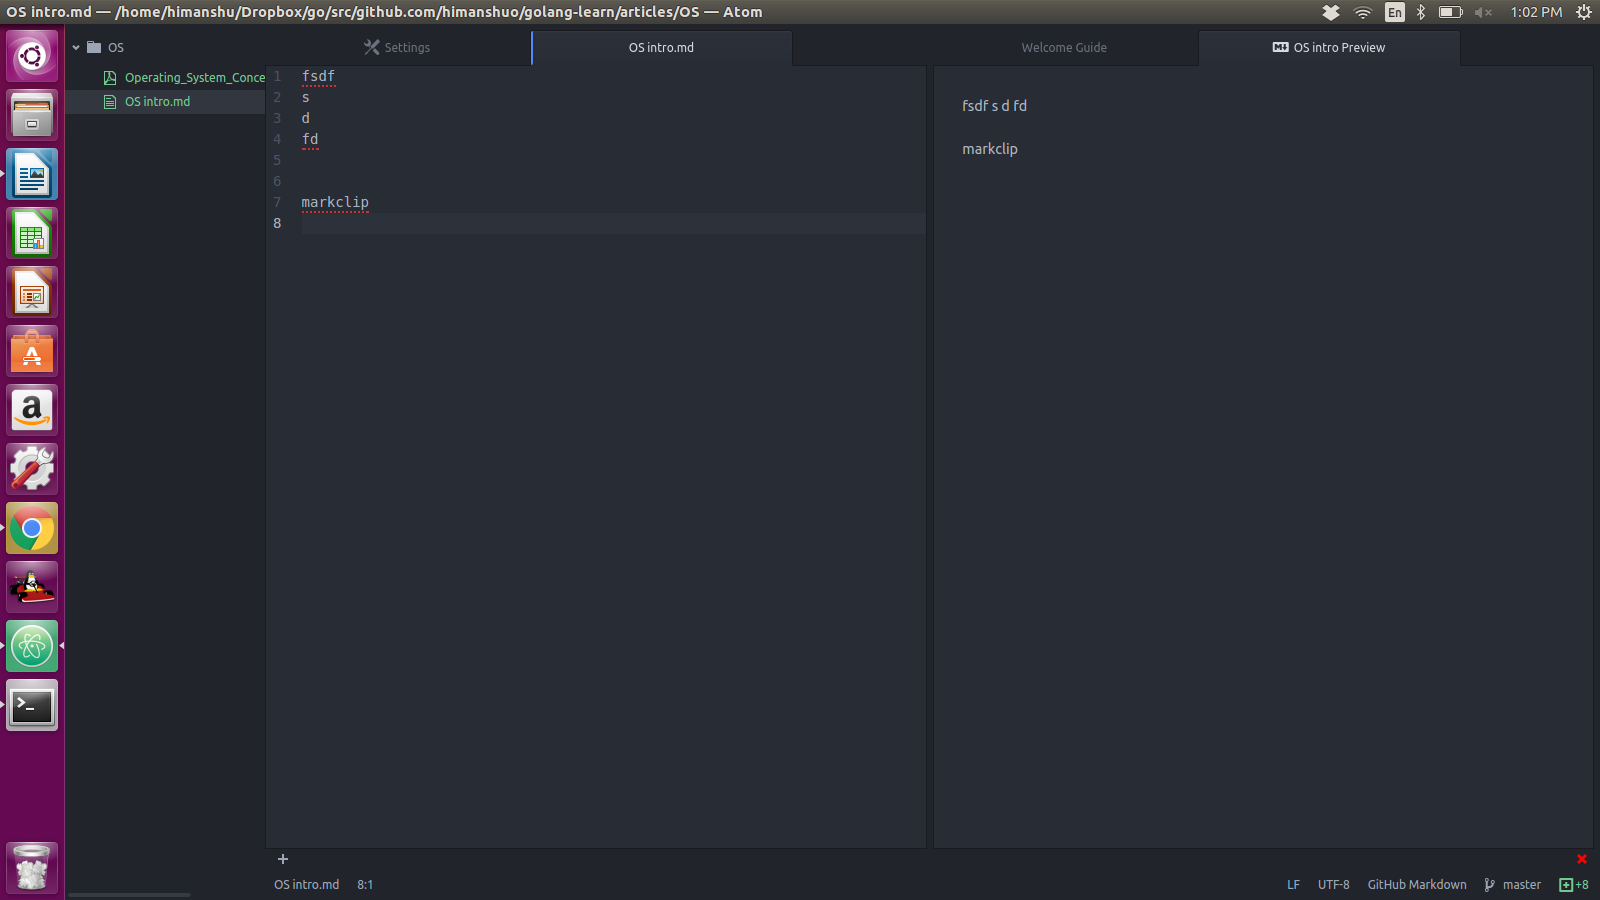 OS intro.md — /home/himanshu/Dropbox/go/src/github.com/himanshuo/golang-learn/articles/OS — Atom
En
1:02 PM
OS
Operating_System_Conce
OS intro.md
Settings
OS intro.md
Welcome Guide
OS intro Preview
1 fsdf
2 s
3 d
4 fd
5
6
7 markclip
8
fsdf s d fd
markclip
+
OS intro.md 8:1
LF UTF-8 GitHub Markdown master +8